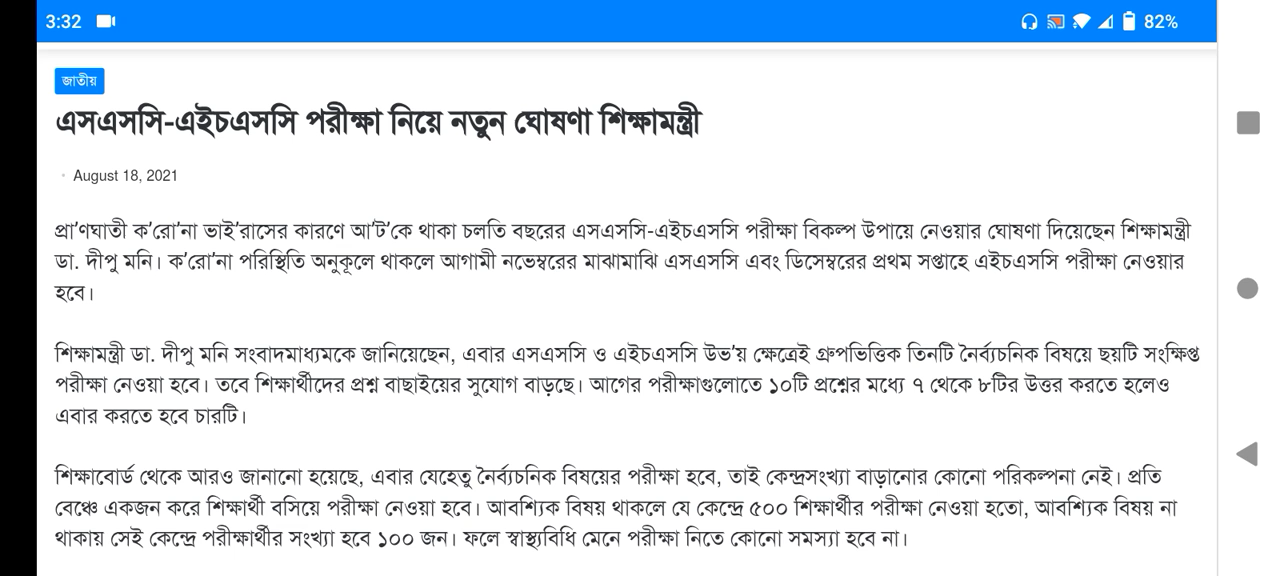 3:32
82%
জাতীয়
এসএসসি-এইচএসসি পরীক্ষা নিয়ে নতুন ঘোষণা শিক্ষামন্ত্রী
August 18, 2021
প্রা’ণঘাতী ক’রো’না ভাই’রাসের কারণে আ’ট’কে থাকা চলতি বছরের এসএসসি-এইচএসসি পরীক্ষা বিকল্প উপায়ে নেওয়ার ঘোষণা দিয়েছেন শিক্ষামন্ত্রী
ডা. দীপু মনি। ক’রো’না পরিস্থিতি অনুকূলে থাকলে আগামী নভেম্বরের মাঝামাঝি এসএসসি এবং ডিসেম্বরের প্রথম সপ্তাহে এইচএসসি পরীক্ষা নেওয়ার
হবে।
শিক্ষামন্ত্রী ডা. দীপু মনি সংবাদমাধ্যমকে জানিয়েছেন, এবার এসএসসি ও এইচএসসি উভ’য় ক্ষেত্রেই গ্রুপভিত্তিক তিনটি নৈর্ব্যচনিক বিষয়ে ছয়টি সংক্ষিপ্ত
পরীক্ষা নেওয়া হবে। তবে শিক্ষার্থীদের প্রশ্ন বাছাইয়ের সুযোগ বাড়ছে। আগের পরীক্ষাগুলোতে ১০টি প্রশ্নের মধ্যে ৭ থেকে ৮টির উত্তর করতে হলেও
এবার করতে হবে চারটি।
শিক্ষাবোর্ড থেকে আরও জানানো হয়েছে, এবার যেহেতু নৈর্ব্যচনিক বিষয়ের পরীক্ষা হবে, তাই কেন্দ্রসংখ্যা বাড়ানোর কোনো পরিকল্পনা নেই। প্রতি
বেঞ্চে একজন করে শিক্ষার্থী বসিয়ে পরীক্ষা নেওয়া হবে। আবশ্যিক বিষয় থাকলে যে কেন্দ্রে ৫০০ শিক্ষার্থীর পরীক্ষা নেওয়া হতো, আবশ্যিক বিষয় না
থাকায় সেই কেন্দ্রে পরীক্ষার্থীর সংখ্যা হবে ১০০ জন। ফলে স্বাস্থ্যবিধি মেনে পরীক্ষা নিতে কোনো সমস্যা হবে না।